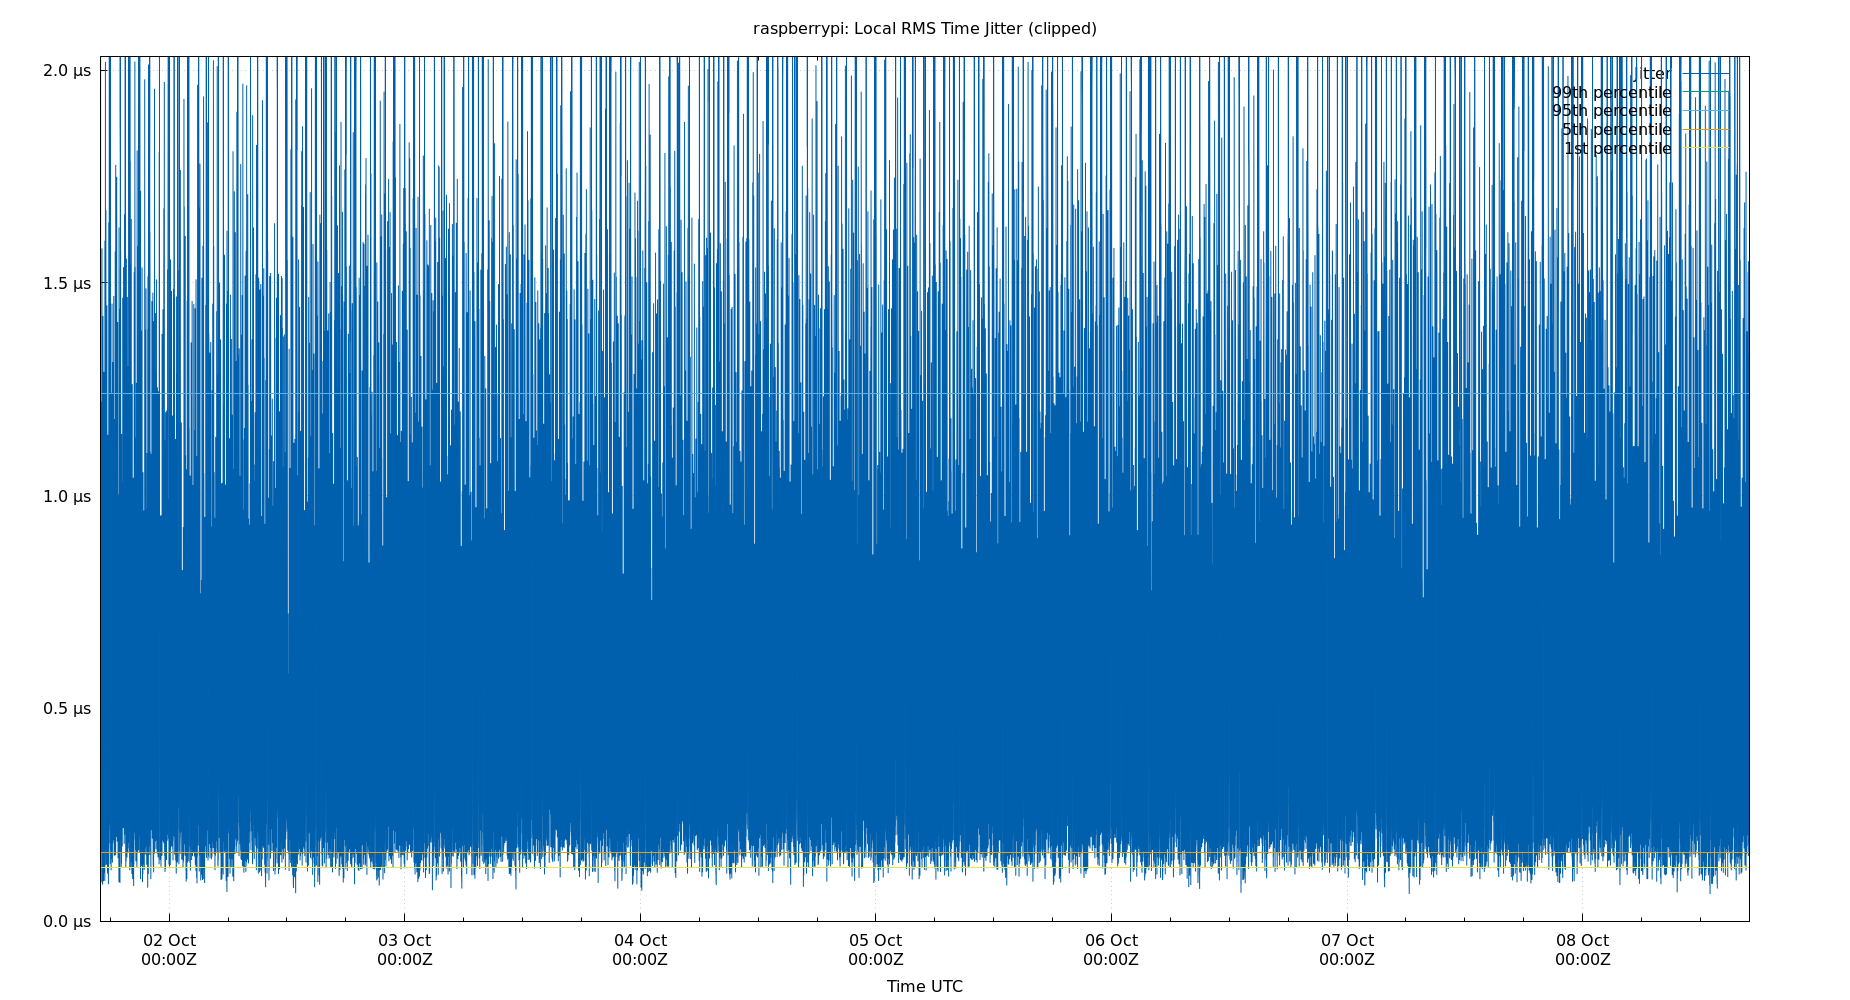 raspberrypi: Local RMS Time Jitter (clipped)
2.0 µs
jitter
99th percentile
95th percentile
5th percentile
1st percentile
1.5 µs
1.0 µs
0.5 µs
0.0 µs
02 Oct 03 Oct 04 Oct 05 Oct 06 Oct 07 Oct 08 Oct
00:00Z 00:00Z 00:00Z 00:00Z 00:00Z 00:00Z 00:00Z
Time UTC